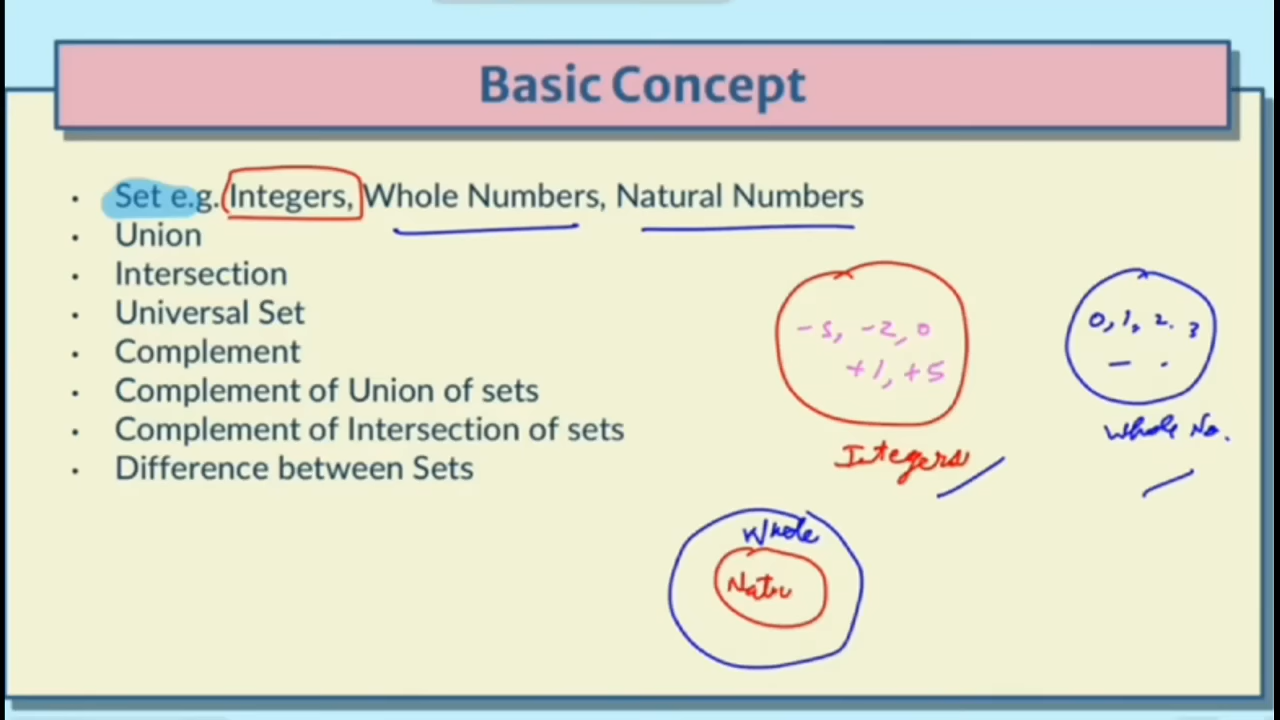 Basic Concept
• Set e.g. Integers, Whole Numbers, Natural Numbers
• Union
• Intersection
• Universal Set
• Complement
• Complement of Union of sets
• Complement of Intersection of sets
• Difference between Sets
-5, -2, 0
+1, +5
Integers
0, 1, 2. 3
— .
Whole No.
Whole
Natu